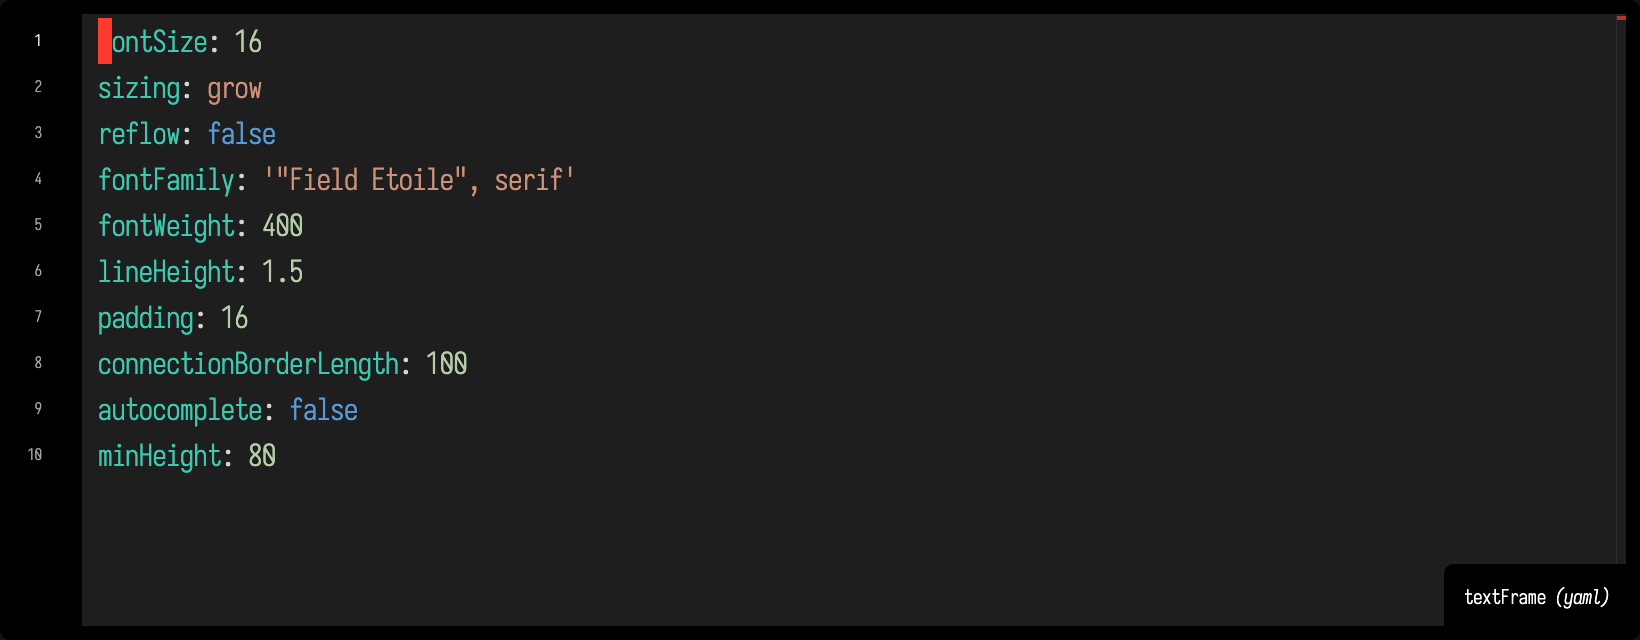 1 fontSize: 16
2 sizing: grow
3 reflow: false
4 fontFamily: '"Field Etoile", serif'
5 fontWeight: 400
6 lineHeight: 1.5
7 padding: 16
8 connectionBorderLength: 100
9 autocomplete: false
10 minHeight: 80
textFrame (yaml)